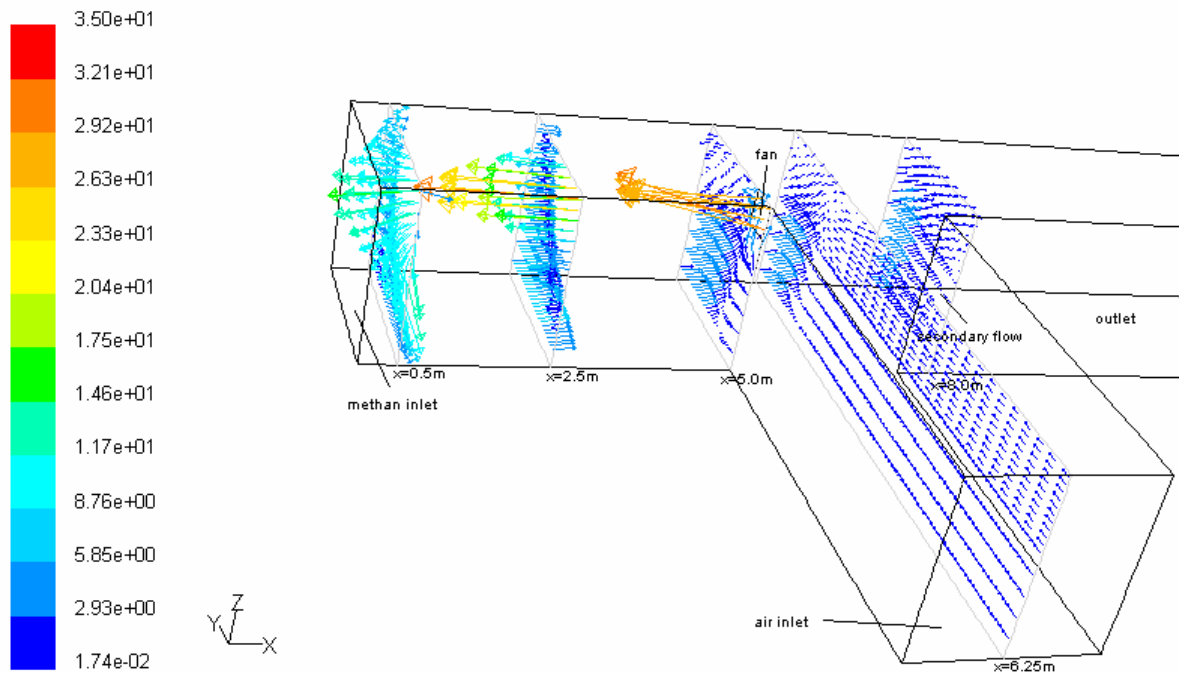 3.50e+01
3.21e+01
2.92e+01
2.63e+01
2.33e+01
2.04e+01
1.75e+01
1.46e+01
1.17e+01
8.76e+00
5.85e+00
2.93e+00
1.74e-02
Z
Y
X
fan
outlet
secondary flow
x=0.5m
x=2.5m
x=5.0m
x=8.0m
methan inlet
air inlet
x=6.25m